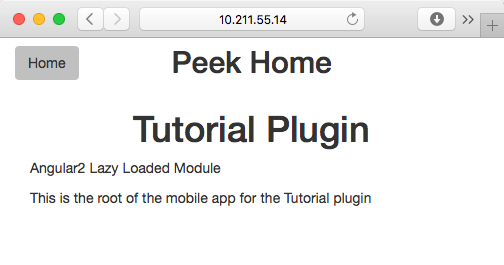 10.211.55.14
Home
Peek Home
Tutorial Plugin
Angular2 Lazy Loaded Module
This is the root of the mobile app for the Tutorial plugin